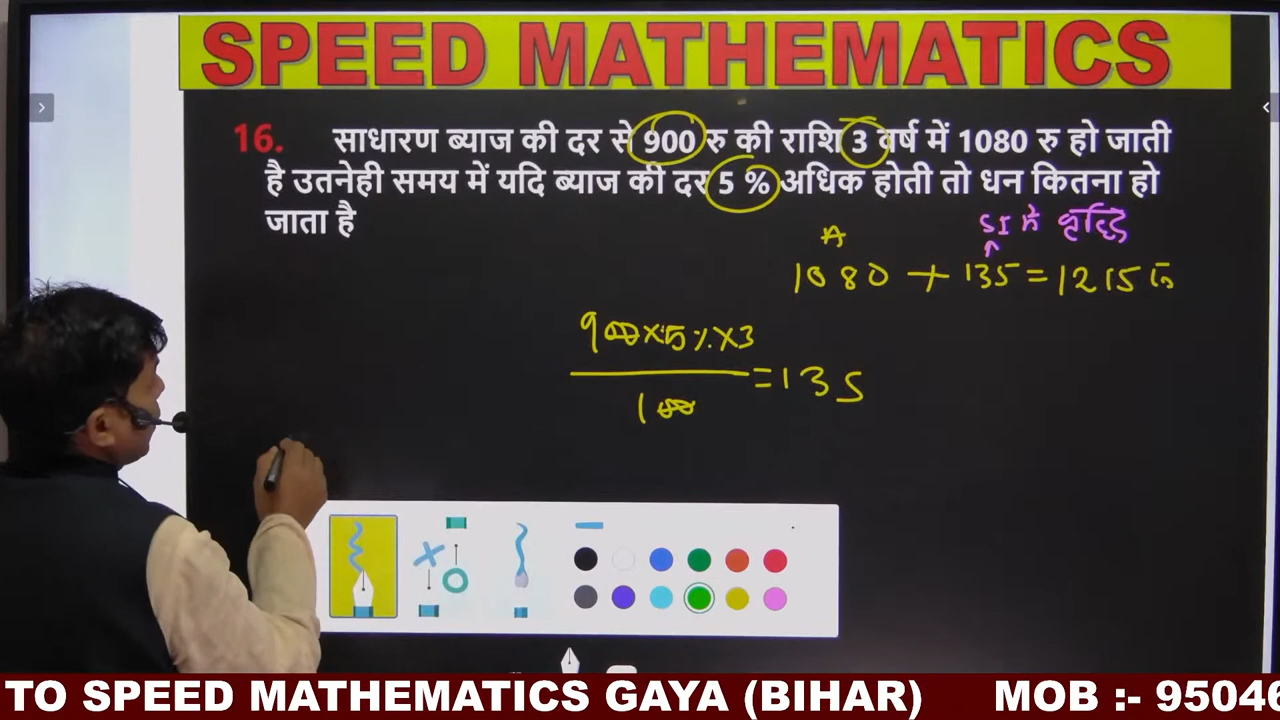 SPEED MATHEMATICS
16. साधारण ब्याज की दर से 900 रु की राशि 3 वर्ष में 1080 रु हो जाती
है उतनेही समय में यदि ब्याज की दर 5 % अधिक होती तो धन कितना हो
जाता है
A
SI में वृद्धि
1080 + 135 = 1215 रु
900×5%×3
100
=135
TO SPEED MATHEMATICS GAYA (BIHAR) MOB :- 95046